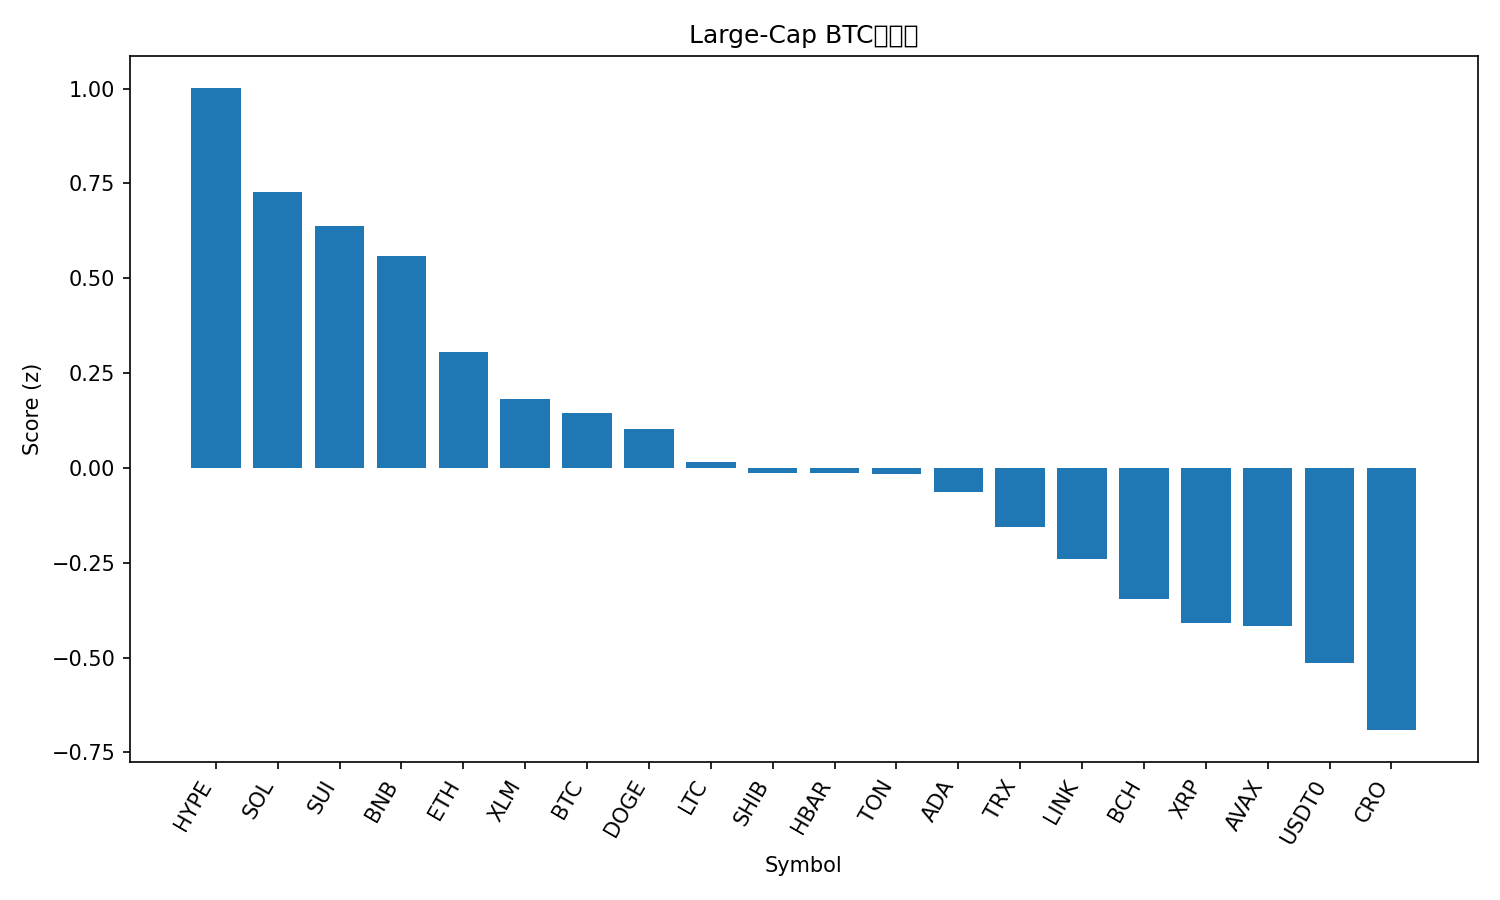 Large-Cap BTC
1.00
0.75
0.50
0.25
0.00
−0.25
−0.50
−0.75
Score (z)
HYPE
SOL
SUI
BNB
ETH
XLM
BTC
DOGE
LTC
SHIB
HBAR
TON
ADA
TRX
LINK
BCH
XRP
AVAX
USDT0
CRO
Symbol